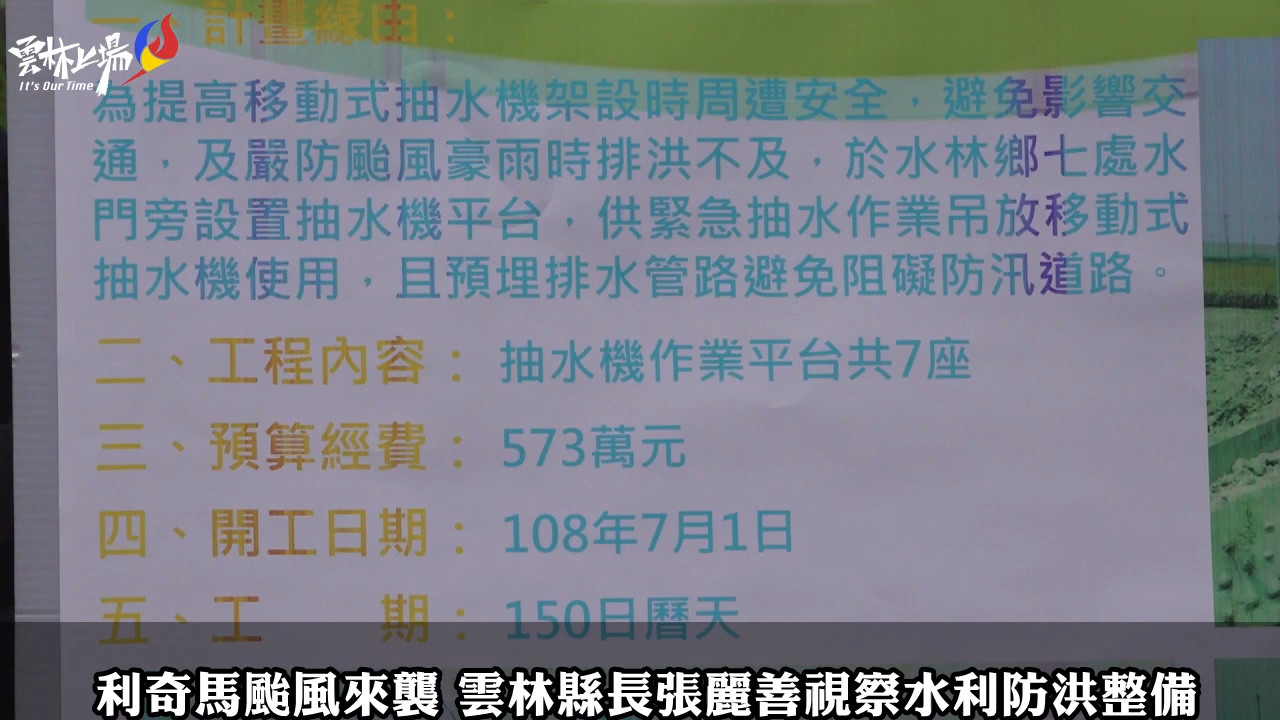 一、計畫緣由：
雲林上場
It's Our Time
為提高移動式抽水機架設時周遭安全，避免影響交
通，及嚴防颱風豪雨時排洪不及，於水林鄉七處水
門旁設置抽水機平台，供緊急抽水作業吊放移動式
抽水機使用，且預埋排水管路避免阻礙防汛道路。
二、工程內容：抽水機作業平台共7座
三、預算經費：573萬元
四、開工日期：108年7月1日
五、工　　期：150日曆天
利奇馬颱風來襲 雲林縣長張麗善視察水利防洪整備